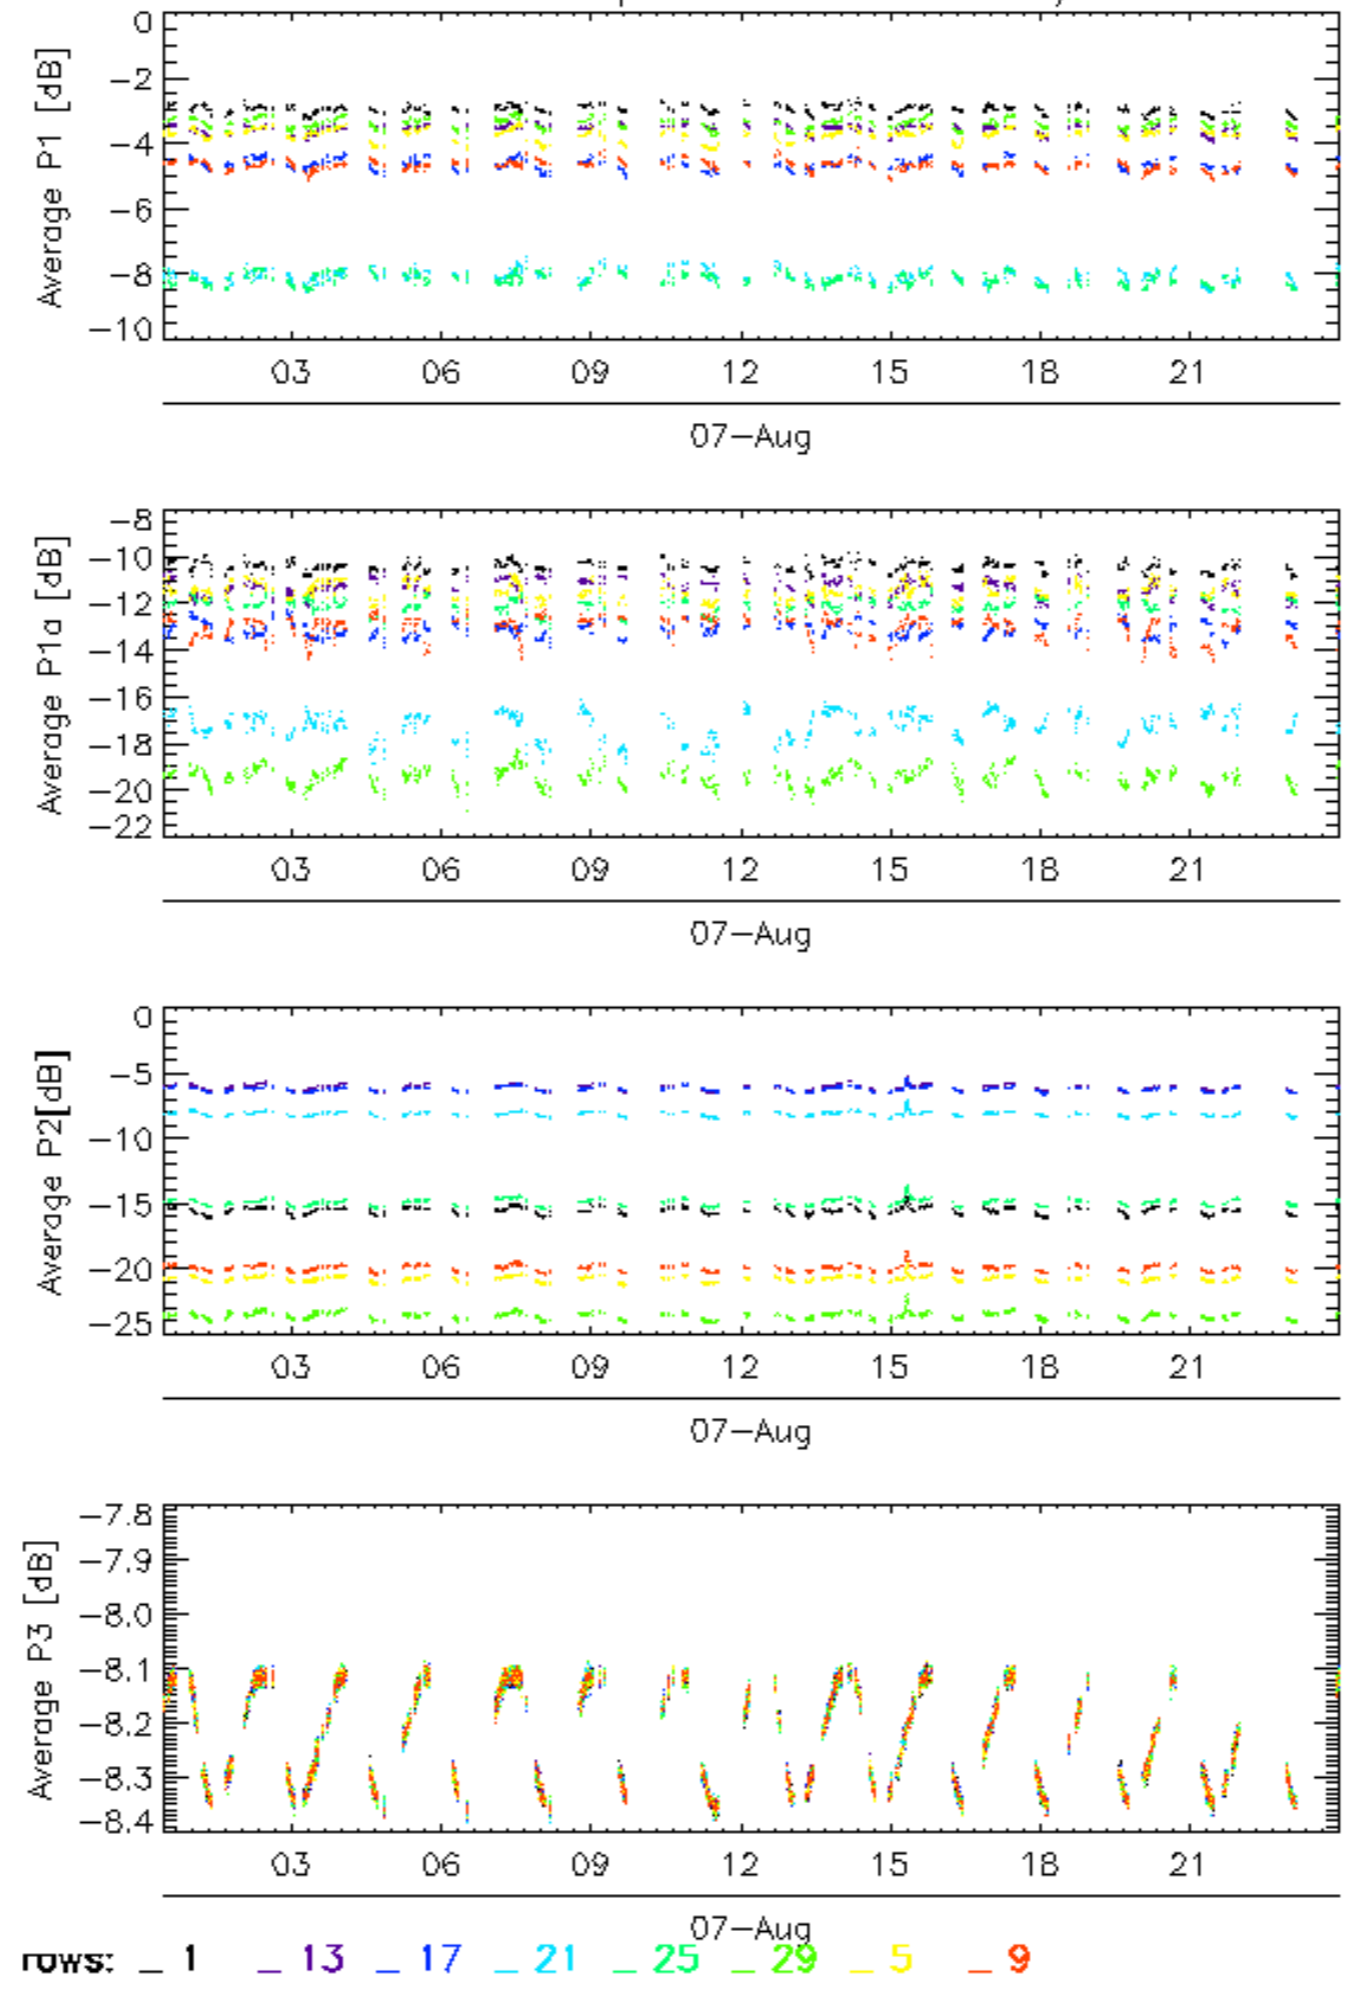 0
-2
-4
-6
-8
-10
Average P1 [dB]
03 06 09 12 15 18 21
07-Aug
-8
-10
-12
-14
-16
-18
-20
-22
Average P1a [dB]
03 06 09 12 15 18 21
07-Aug
0
-5
-10
-15
-20
-25
Average P2[dB]
03 06 09 12 15 18 21
07-Aug
-7.8
-7.9
-8.0
-8.1
-8.2
-8.3
-8.4
Average P3 [dB]
03 06 09 12 15 18 21
07-Aug
rows: _ 1 _ 13 _ 17 _ 21 _ 25 _ 29 _ 5 _ 9